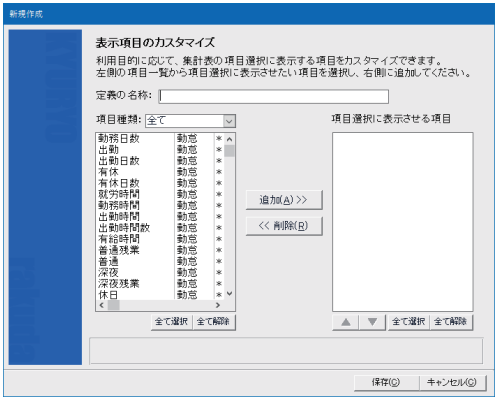 新規作成
表示項目のカスタマイズ
利用目的に応じて、集計表の項目選択に表示する項目をカスタマイズできます。
左側の項目一覧から項目選択に表示させたい項目を選択し、右側に追加してください。
定義の名称:
項目種類: 全て
項目選択に表示させる項目
勤務日数 勤怠 *
出勤 勤怠 *
出勤日数 勤怠 *
有休 勤怠 *
有休日数 勤怠 *
就労時間 勤怠 *
勤務時間 勤怠 *
出勤時間 勤怠 *
出勤時間数 勤怠 *
有給時間 勤怠 *
普通残業 勤怠 *
普通 勤怠 *
深夜 勤怠 *
深夜残業 勤怠 *
休日 勤怠 *
追加(A) >>
<< 削除(R)
全て選択 全て解除
▲ ▼ 全て選択 全て解除
保存(O) キャンセル(C)